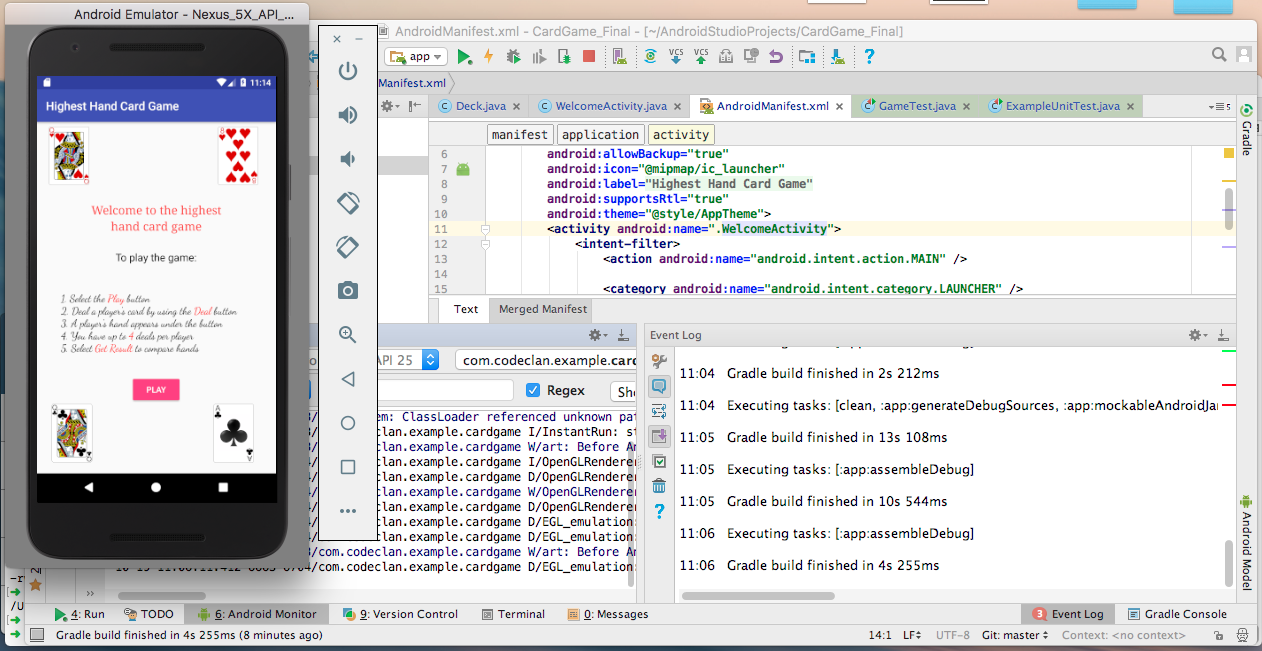 Android Emulator - Nexus_5X_API_...
11:14
Highest Hand Card Game
Welcome to the highest
hand card game
To play the game:
1. Select the Play button
2. Deal a player's card by using the Deal button
3. A player's hand appears under the button
4. You have up to 4 deals per player
5. Select Get Result to compare hands
PLAY
AndroidManifest.xml - CardGame_Final - [~/AndroidStudioProjects/CardGame_Final]
app
VCS
VCS
Manifest.xml
Deck.java
WelcomeActivity.java
AndroidManifest.xml
GameTest.java
ExampleUnitTest.java
5
Gradle
manifest
application
activity
6 android:allowBackup="true"
7 android:icon="@mipmap/ic_launcher"
8 android:label="Highest Hand Card Game"
9 android:supportsRtl="true"
10 android:theme="@style/AppTheme">
11 <activity android:name=".WelcomeActivity">
12 <intent-filter>
13 <action android:name="android.intent.action.MAIN" />
14
15 <category android:name="android.intent.category.LAUNCHER" />
Text
Merged Manifest
API 25
com.codeclan.example.card
Regex
Sh
em: ClassLoader referenced unknown pat
clan.example.cardgame I/InstantRun: st
clan.example.cardgame W/art: Before An
clan.example.cardgame I/OpenGLRenderer
clan.example.cardgame D/OpenGLRenderer
clan.example.cardgame W/OpenGLRenderer
clan.example.cardgame D/OpenGLRenderer
clan.example.cardgame D/EGL_emulation:
clan.example.cardgame D/EGL_emulation:
/com.codeclan.example.cardgame W/art: Before An
/com.codeclan.example.cardgame D/EGL_emulation:
Event Log
11:04 Gradle build finished in 2s 212ms
11:04 Executing tasks: [clean, :app:generateDebugSources, :app:mockableAndroidJa
11:05 Gradle build finished in 13s 108ms
11:05 Executing tasks: [:app:assembleDebug]
11:05 Gradle build finished in 10s 544ms
11:06 Executing tasks: [:app:assembleDebug]
11:06 Gradle build finished in 4s 255ms
Android Model
4: Run
TODO
6: Android Monitor
9: Version Control
Terminal
0: Messages
3 Event Log
Gradle Console
Gradle build finished in 4s 255ms (8 minutes ago)
14:1
LF
UTF-8
Git: master
Context: <no context>